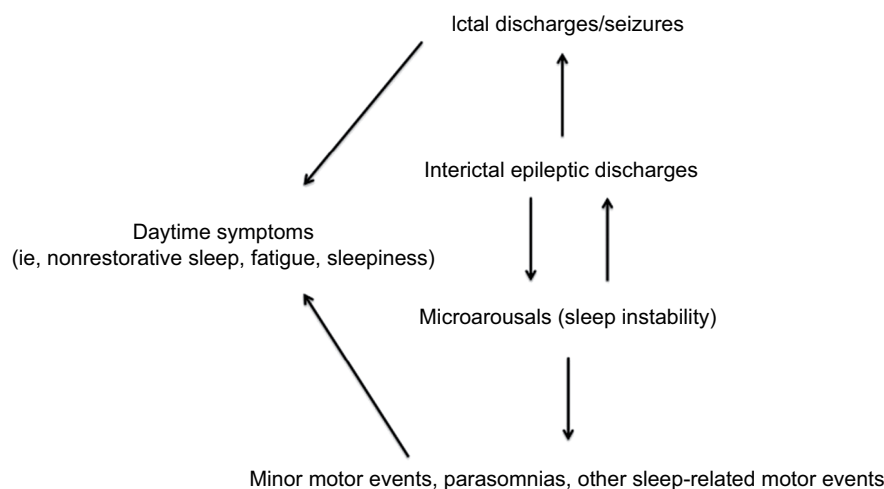 Ictal discharges/seizures
Interictal epileptic discharges
Daytime symptoms
(ie, nonrestorative sleep, fatigue, sleepiness)
Microarousals (sleep instability)
Minor motor events, parasomnias, other sleep-related motor events